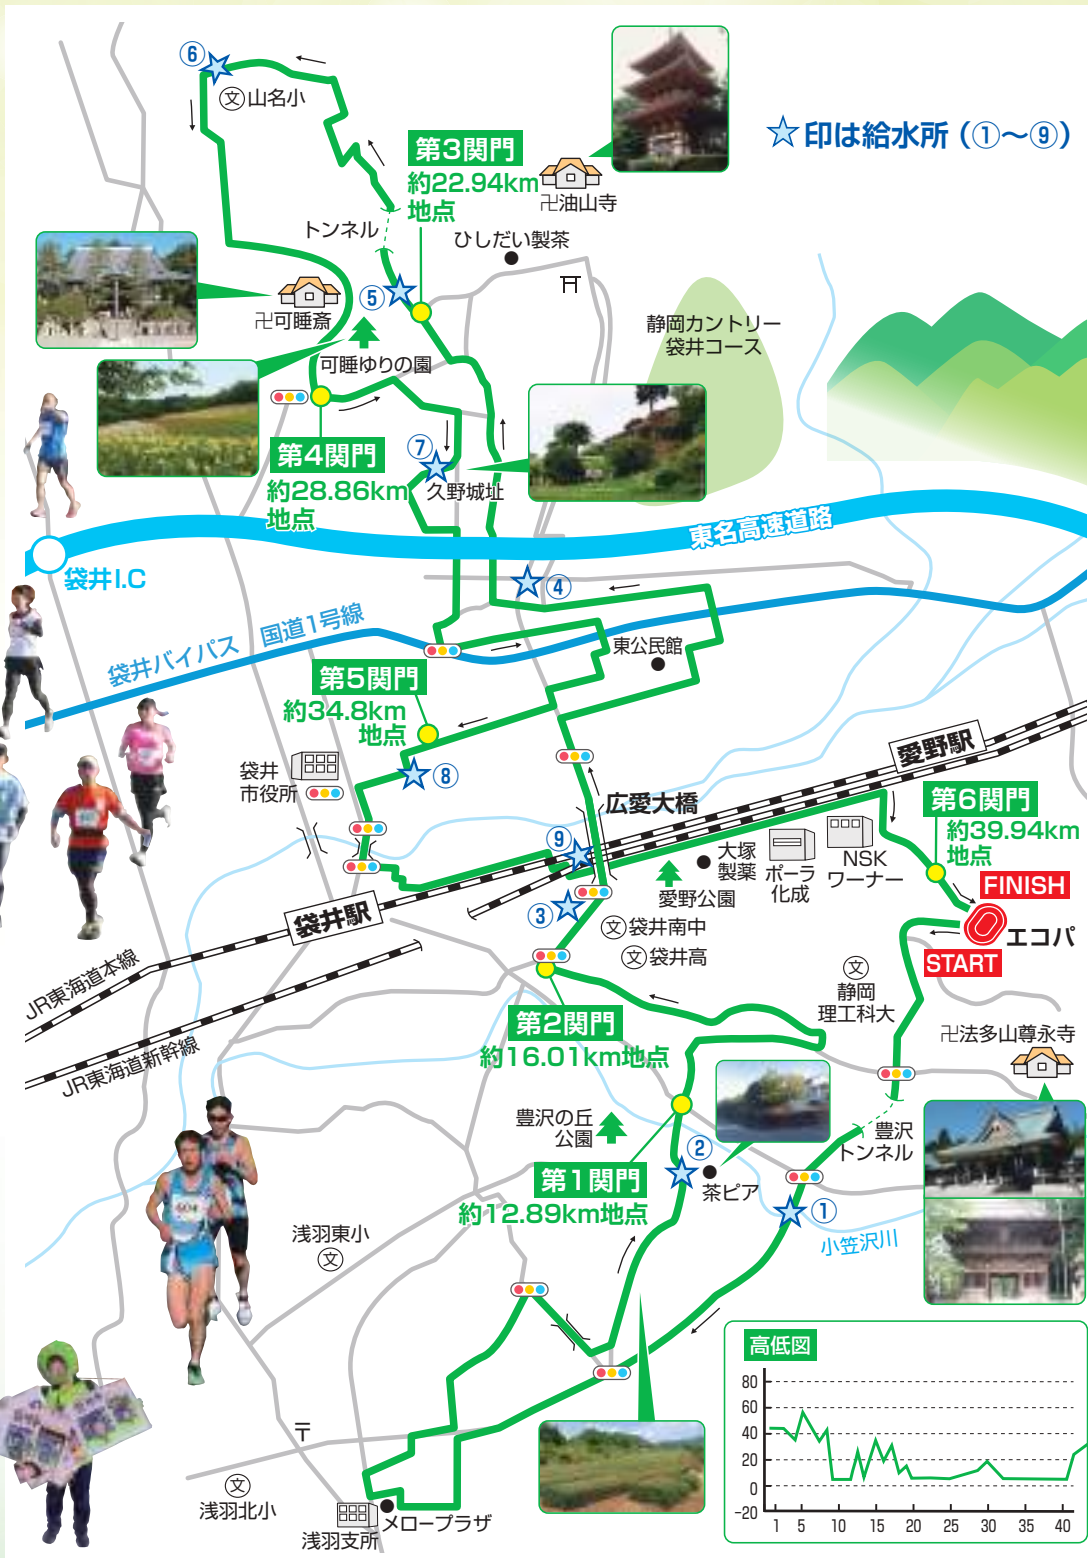 ⑥
文 山名小
第3関門
約22.94km
地点
卍油山寺
☆印は給水所（①〜⑨）
トンネル
ひしだい製茶
⑤
卍可睡斎
可睡ゆりの園
静岡カントリー
袋井コース
第4関門
約28.86km
地点
⑦
久野城址
東名高速道路
袋井I.C
④
袋井バイパス 国道1号線
東公民館
第5関門
約34.8km
地点
袋井
市役所
⑧
広愛大橋
愛野駅
⑨
大塚
製薬
ポーラ
化成
NSK
ワーナー
第6関門
約39.94km
地点
愛野公園
FINISH
エコパ
START
袋井駅
③
文 袋井南中
文 袋井高
JR東海道本線
JR東海道新幹線
第2関門
約16.01km地点
文
静岡
理工科大
卍法多山尊永寺
豊沢の丘
公園
豊沢
トンネル
②
茶ピア
第1関門
約12.89km地点
①
小笠沢川
浅羽東小
文
〒
文
浅羽北小
浅羽支所
メロープラザ
高低図
80
60
40
20
0
-20
1 5 10 15 20 25 30 35 40